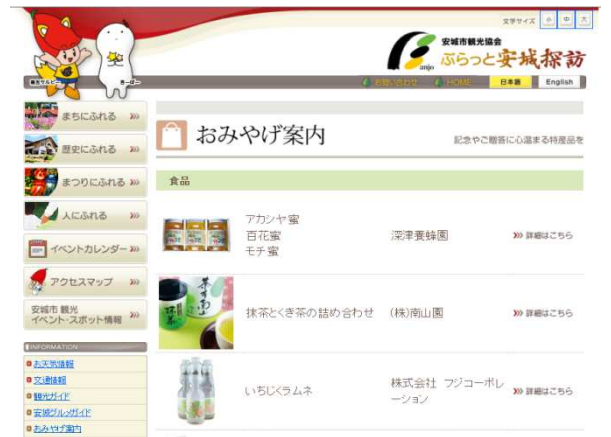 文字サイズ 小 中 大
安城市観光協会
ぶらっと安城探訪
anjo
きーぼー
お問い合わせ HOME 日本語 English
まちにふれる
歴史にふれる
まつりにふれる
人にふれる
イベントカレンダー
アクセスマップ
安城市 観光
イベント・スポット情報
INFORMATION
お天気情報
交通情報
観光ガイド
安城グルメガイド
おみやげ案内
おみやげ案内
記念やご贈答に心温まる特産品を
食品
アカシヤ蜜
百花蜜
モチ蜜
深津養蜂園
詳細はこちら
抹茶とくき茶の詰め合わせ
(株)南山園
詳細はこちら
いちじくラムネ
株式会社 フジコーポレ
ーション
詳細はこちら